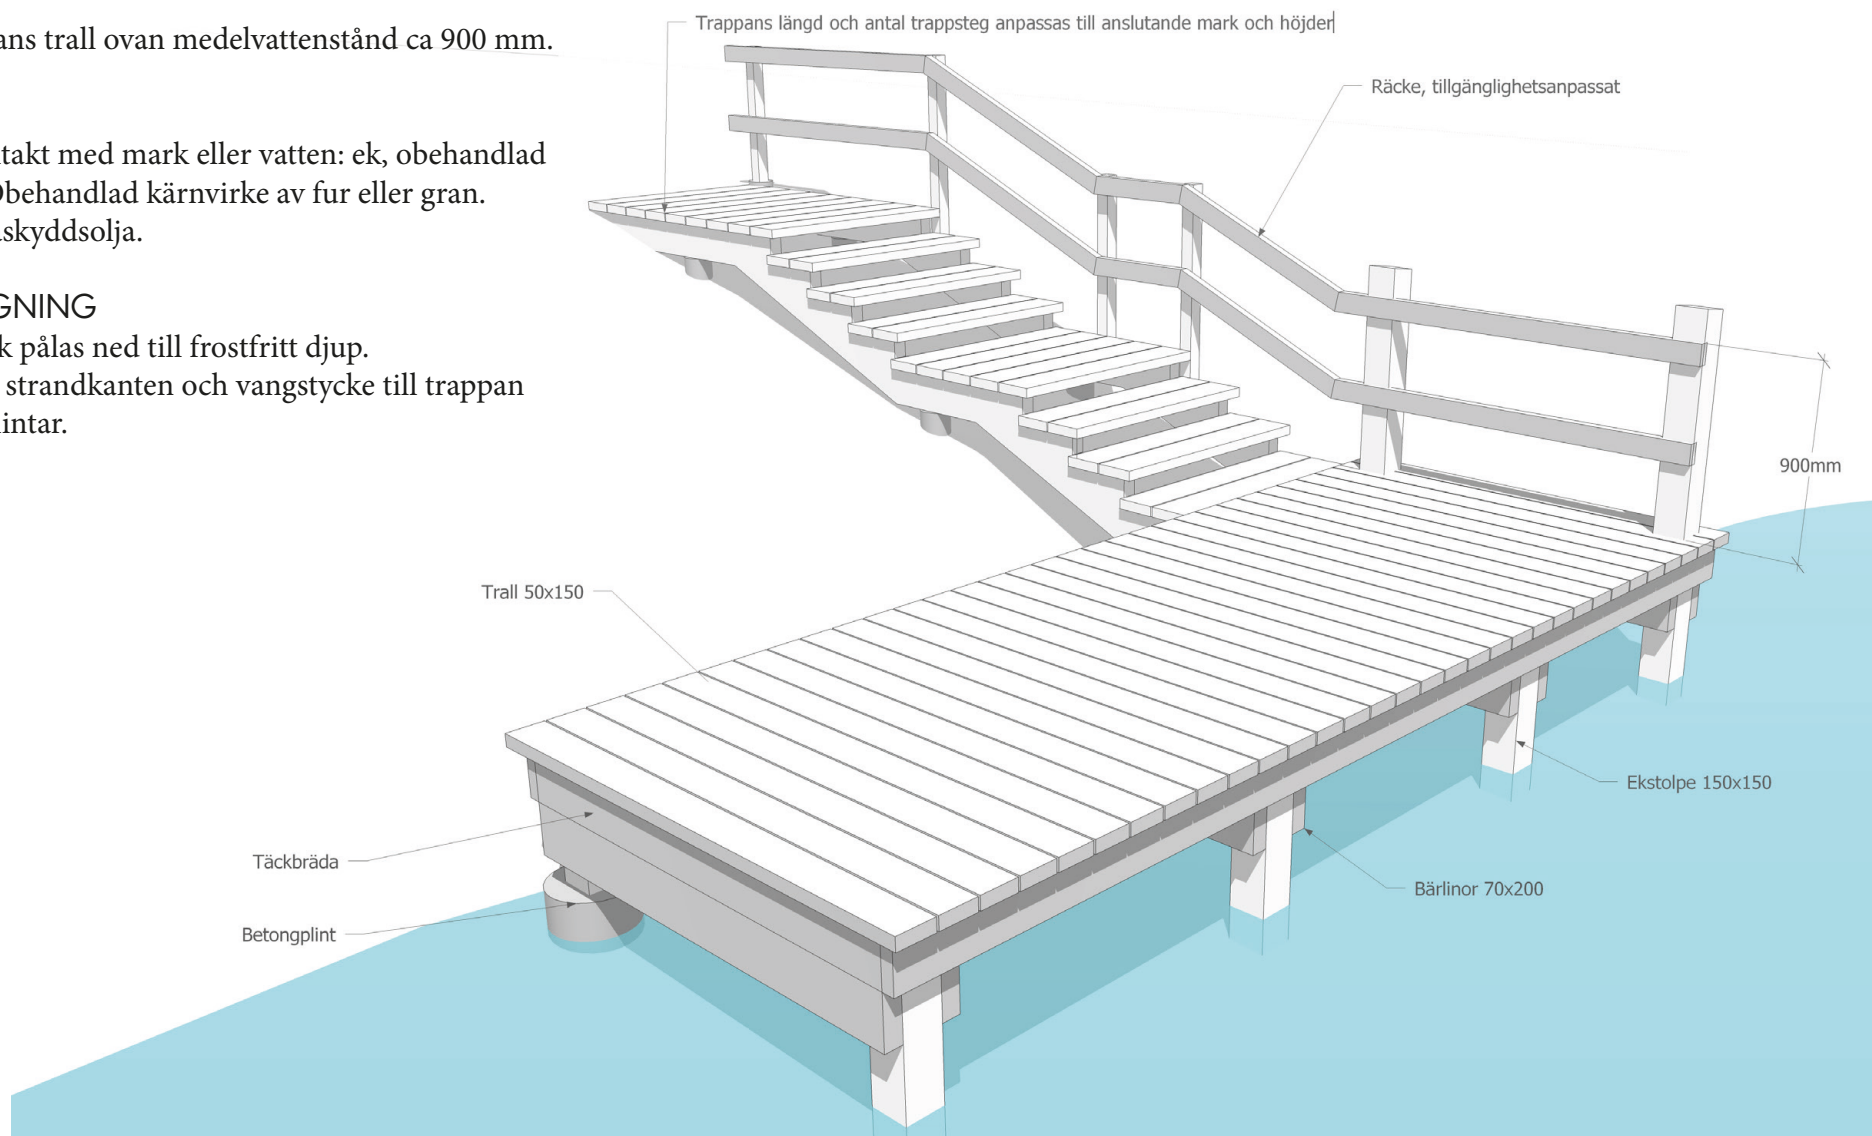 ans trall ovan medelvattenstånd ca 900 mm.
takt med mark eller vatten: ek, obehandlad
Obehandlad kärnvirke av fur eller gran.
askyddsolja.
GNING
k pålas ned till frostfritt djup.
strandkanten och vangstycke till trappan
lintar.
Trappans längd och antal trappsteg anpassas till anslutande mark och höjder
Räcke, tillgänglighetsanpassat
900mm
Trall 50x150
Ekstolpe 150x150
Täckbräda
Bärlinor 70x200
Betongplint